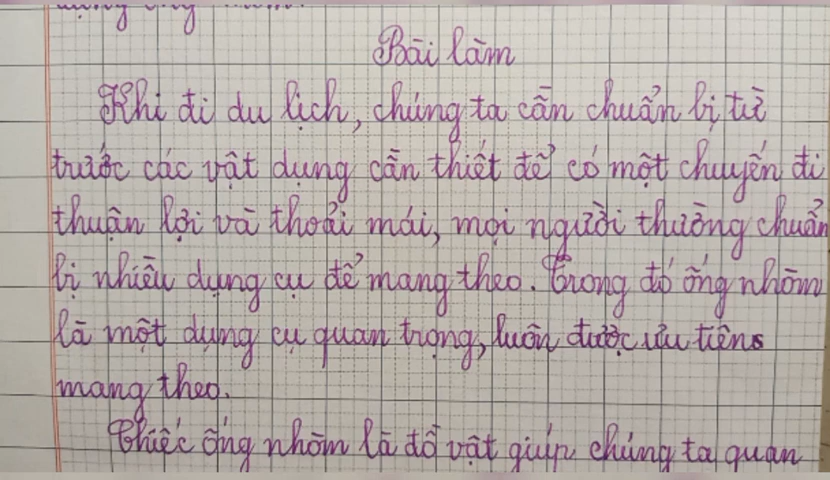 Bài làm
Khi đi du lịch, chúng ta cần chuẩn bị từ
trước các vật dụng cần thiết để có một chuyến đi
thuận lợi và thoải mái, mọi người thường chuẩn
bị nhiều dụng cụ để mang theo. Trong đó ống nhòm
là một dụng cụ quan trọng, luôn được ưu tiên
mang theo.
Chiếc ống nhòm là đồ vật giúp chúng ta quan